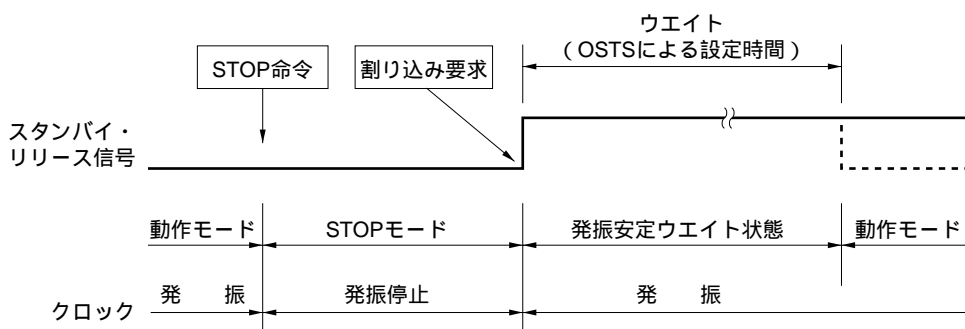 ウエイト
(OSTSによる設定時間)
STOP命令
割り込み要求
スタンバイ・
リリース信号
動作モード
STOPモード
発振安定ウエイト状態
動作モード
クロック
発 振
発振停止
発 振